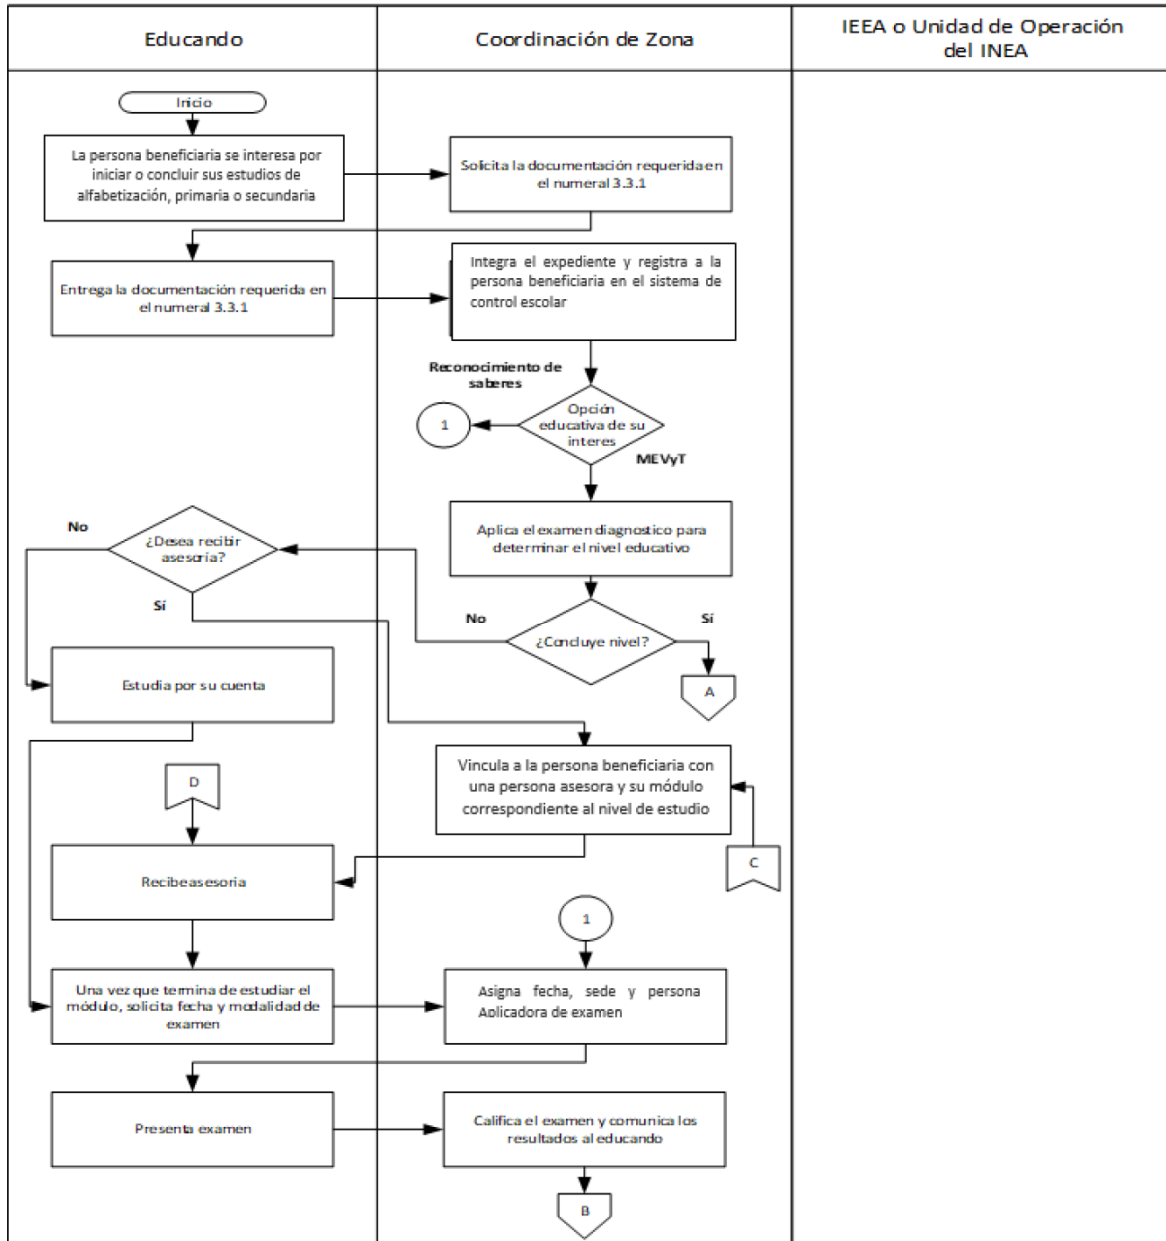 Educando
Coordinación de Zona
IEEA o Unidad de Operación
del INEA
Inicio
La persona beneficiaria se interesa por
iniciar o concluir sus estudios de
alfabetización, primaria o secundaria
Solicita la documentación requerida en
el numeral 3.3.1
Entrega la documentación requerida en
el numeral 3.3.1
Integra el expediente y registra a la
persona beneficiaria en el sistema de
control escolar
Reconocimiento de
saberes
1
Opción
educativa de su
interes
MEVyT
Aplica el examen diagnostico para
determinar el nivel educativo
No
¿Desea recibir
asesoría?
Sí
No
¿Concluye nivel?
Sí
A
Estudia por su cuenta
Vincula a la persona beneficiaria con
una persona asesora y su módulo
correspondiente al nivel de estudio
D
C
Recibe asesoria
1
Una vez que termina de estudiar el
módulo, solicita fecha y modalidad de
examen
Asigna fecha, sede y persona
Aplicadora de examen
Presenta examen
Califica el examen y comunica los
resultados al educando
B